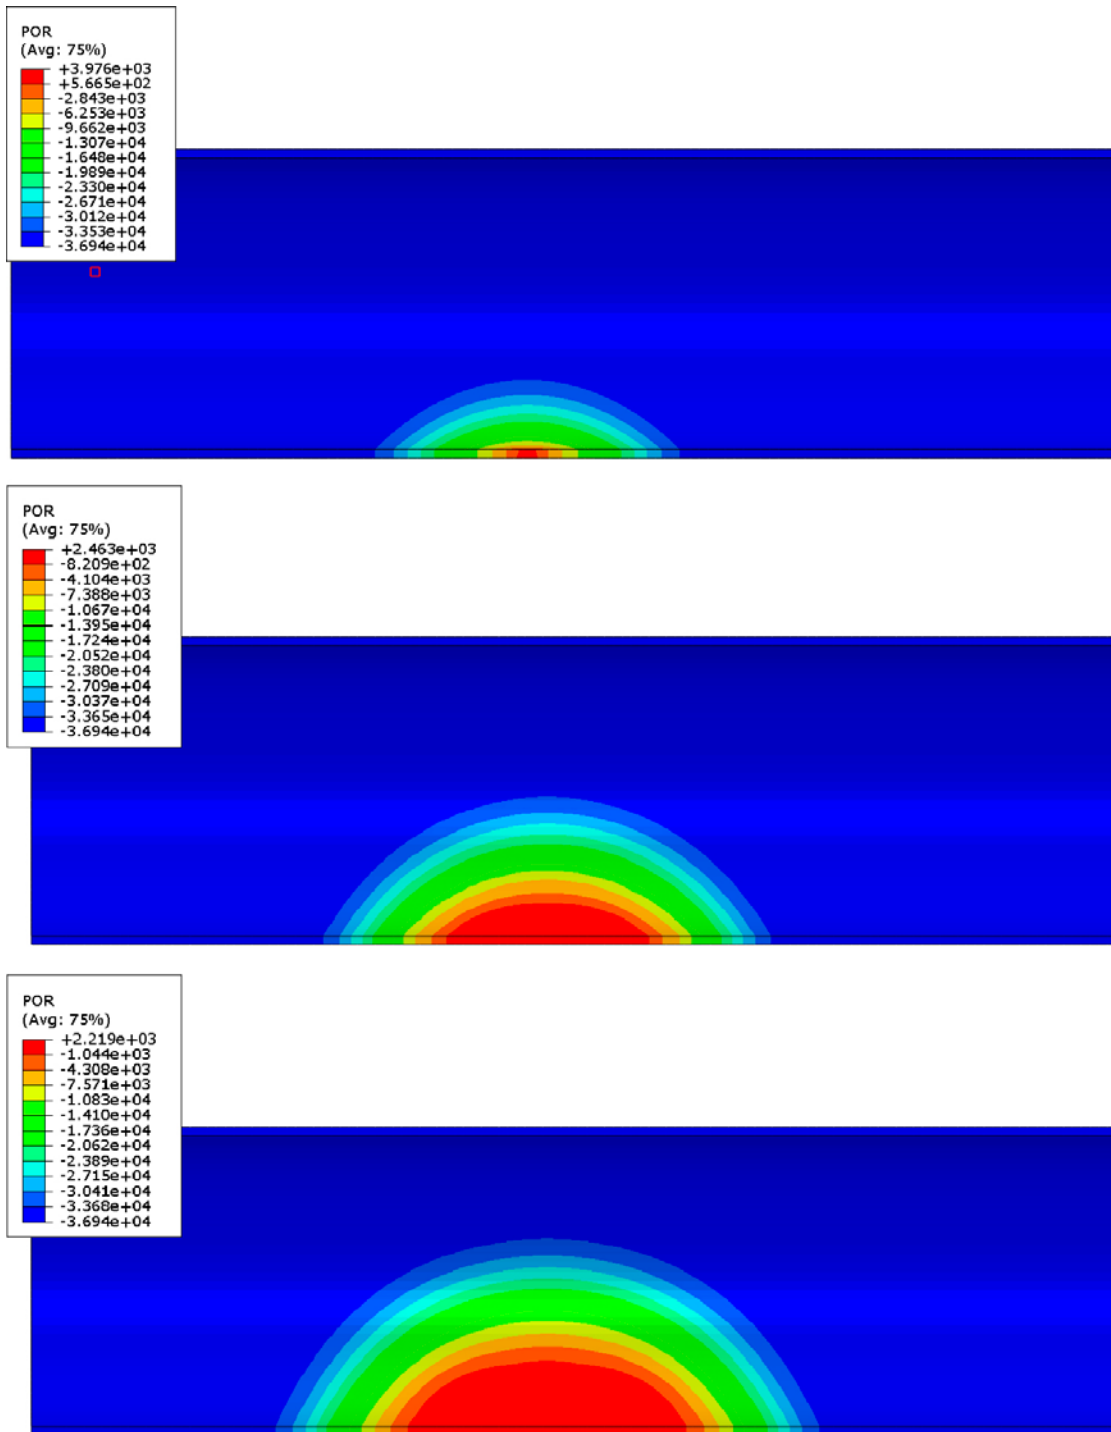 POR
(Avg: 75%)
+3.976e+03
+5.665e+02
-2.843e+03
-6.253e+03
-9.662e+03
-1.307e+04
-1.648e+04
-1.989e+04
-2.330e+04
-2.671e+04
-3.012e+04
-3.353e+04
-3.694e+04
POR
(Avg: 75%)
+2.463e+03
-8.209e+02
-4.104e+03
-7.388e+03
-1.067e+04
-1.395e+04
-1.724e+04
-2.052e+04
-2.380e+04
-2.709e+04
-3.037e+04
-3.365e+04
-3.694e+04
POR
(Avg: 75%)
+2.219e+03
-1.044e+03
-4.308e+03
-7.571e+03
-1.083e+04
-1.410e+04
-1.736e+04
-2.062e+04
-2.389e+04
-2.715e+04
-3.041e+04
-3.368e+04
-3.694e+04